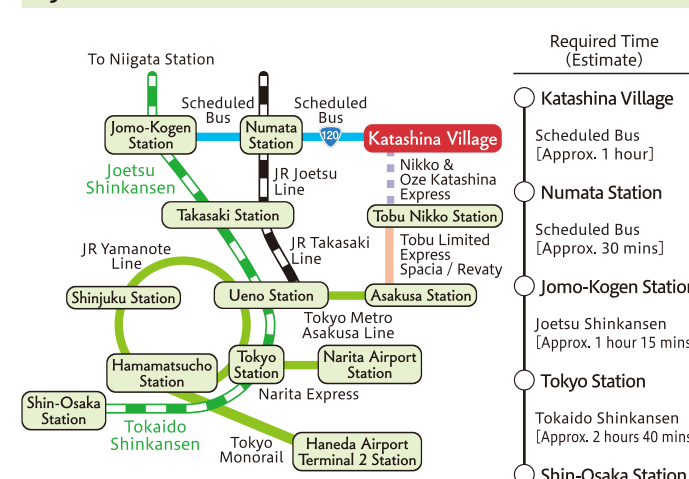 To Niigata Station
Scheduled
Bus
Scheduled
Bus
Jomo-Kogen
Station
Numata
Station
120
Katashina Village
Joetsu
Shinkansen
JR Joetsu
Line
Nikko &
Oze Katashina
Express
Takasaki Station
Tobu Nikko Station
JR Yamanote
Line
JR Takasaki
Line
Tobu Limited
Express
Spacia / Revaty
Shinjuku Station
Ueno Station
Asakusa Station
Tokyo Metro
Asakusa Line
Hamamatsucho
Station
Tokyo
Station
Narita Airport
Station
Narita Express
Shin-Osaka
Station
Tokaido
Shinkansen
Tokyo
Monorail
Haneda Airport
Terminal 2 Station
Required Time
(Estimate)
Katashina Village
Scheduled Bus
[Approx. 1 hour]
Numata Station
Scheduled Bus
[Approx. 30 mins]
Jomo-Kogen Station
Joetsu Shinkansen
[Approx. 1 hour 15 mins
Tokyo Station
Tokaido Shinkansen
[Approx. 2 hours 40 mins
Shin-Osaka Station